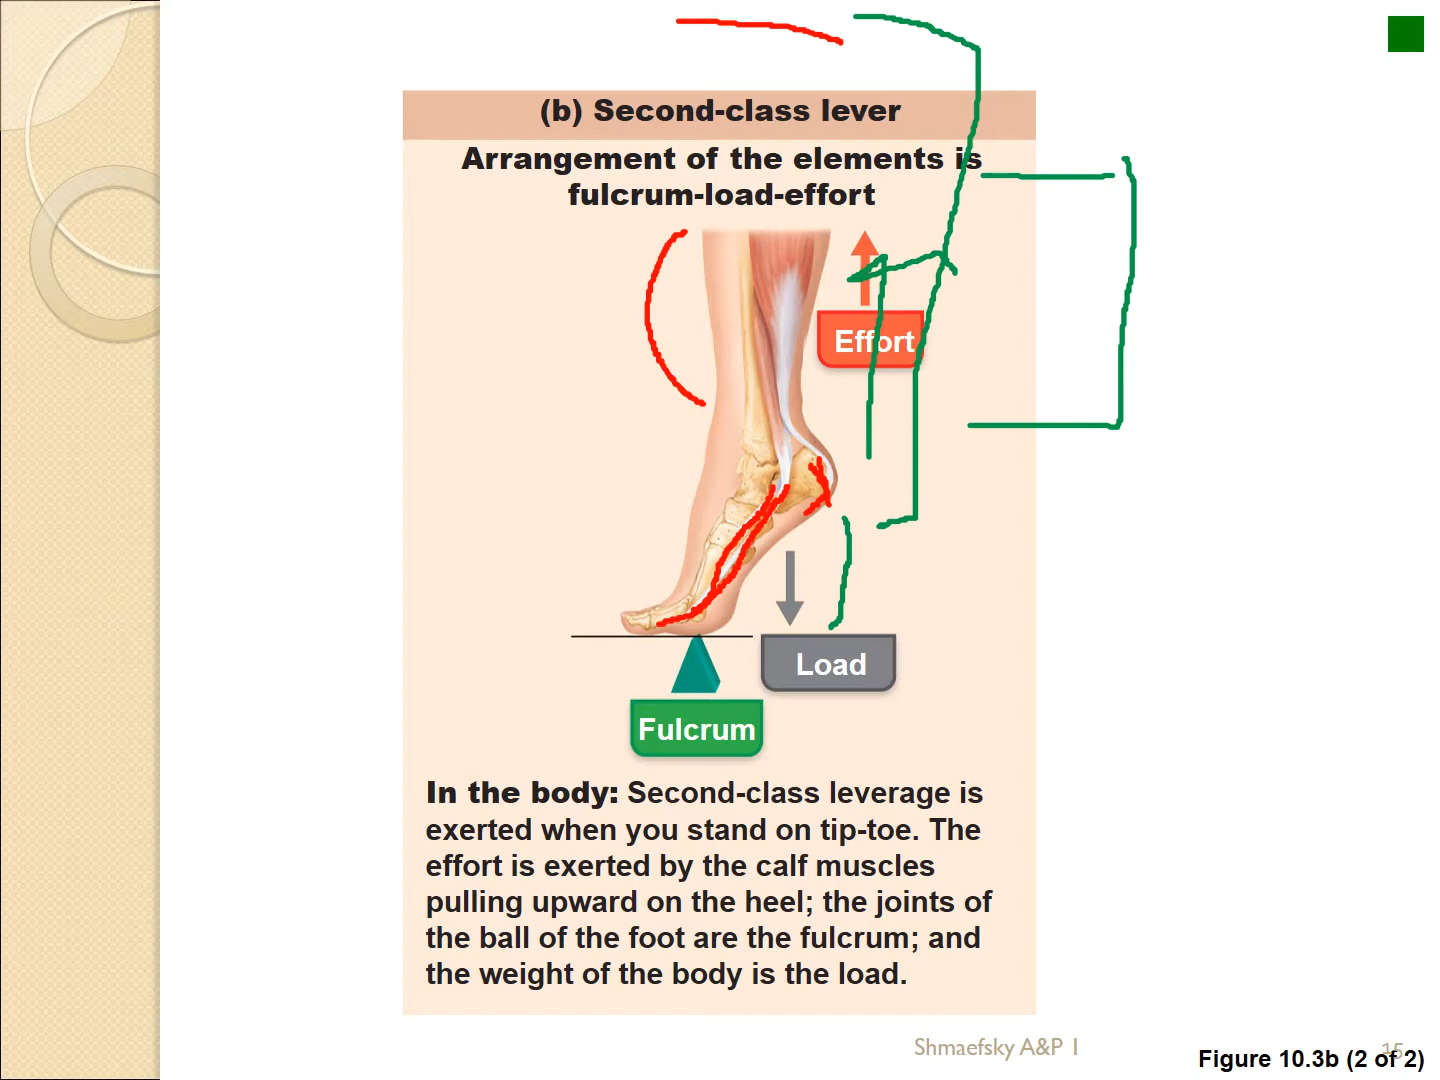 (b) Second-class lever
Arrangement of the elements is
fulcrum-load-effort
Effort
Load
Fulcrum
In the body: Second-class leverage is
exerted when you stand on tip-toe. The
effort is exerted by the calf muscles
pulling upward on the heel; the joints of
the ball of the foot are the fulcrum; and
the weight of the body is the load.
Shmaefsky A&P 1
15
Figure 10.3b (2 of 2)